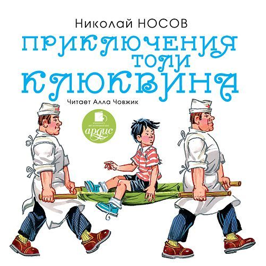 Николай НОСОВ
ПРИКЛЮЧЕНИЯ
ТОЛИ
КЛЮКВИНА
Читает Алла Човжик
ардис